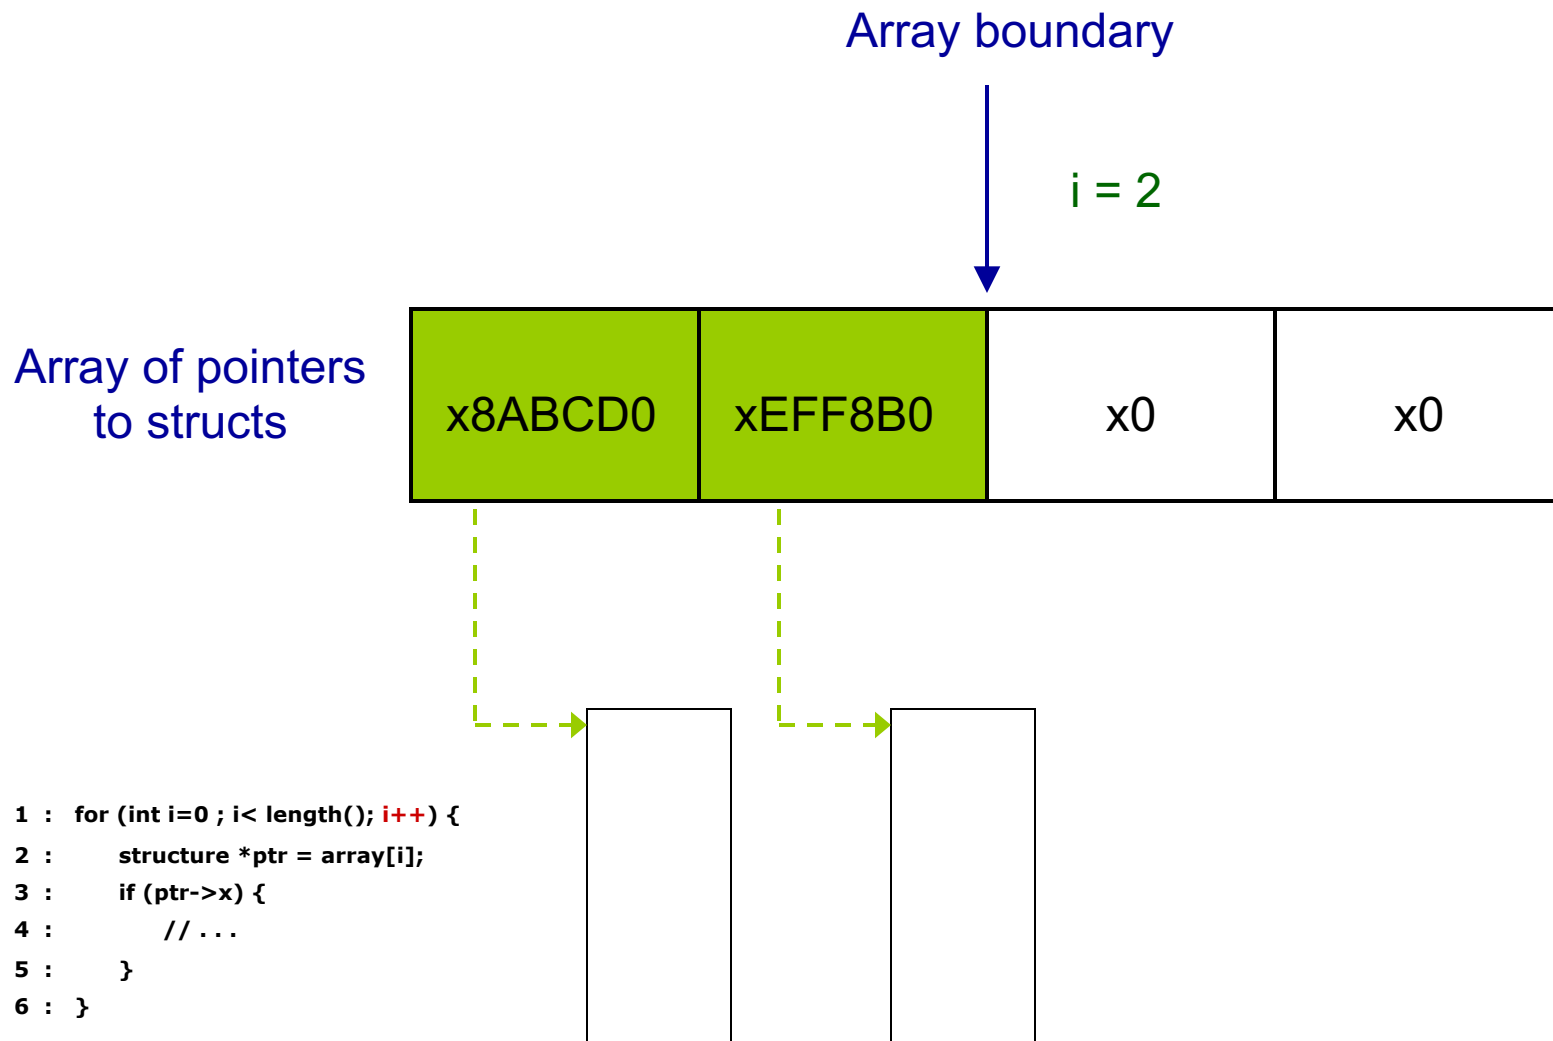 Array boundary
i = 2
Array of pointers
to structs
x8ABCD0
xEFF8B0
x0
x0
1 : for (int i=0 ; i< length(); i++) {
2 : structure *ptr = array[i];
3 : if (ptr->x) {
4 : // . . .
5 : }
6 : }